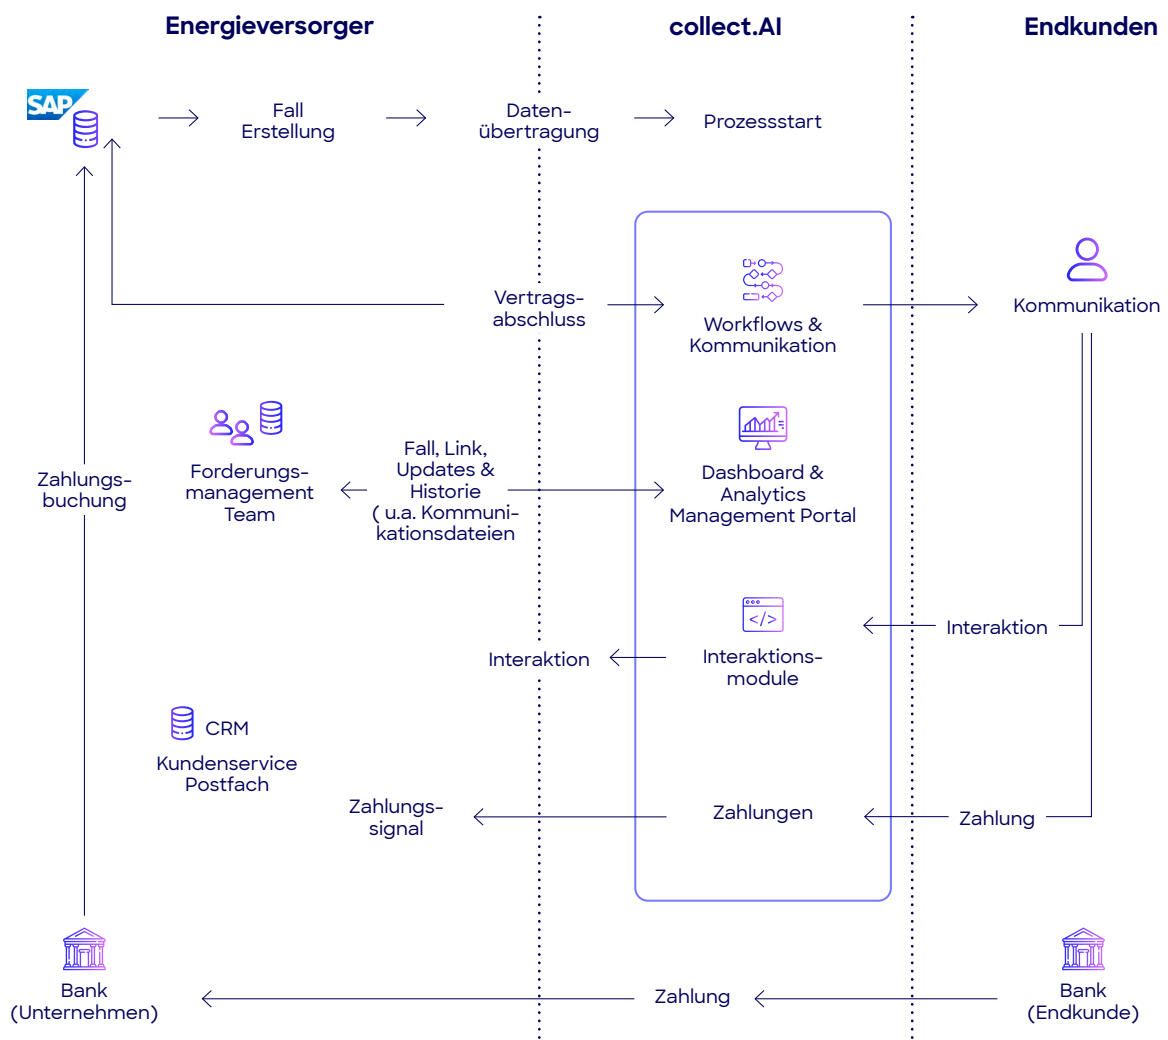 Energieversorger
collect.AI
Endkunden
SAP
Fall
Erstellung
Daten-
übertragung
Prozessstart
Vertrags-
abschluss
Workflows &
Kommunikation
Kommunikation
Forderungs-
management
Team
Fall, Link,
Updates &
Historie
( u.a. Kommuni-
kationsdateien
Dashboard &
Analytics
Management Portal
Zahlungs-
buchung
</>
Interaktion
Interaktions-
module
Interaktion
CRM
Kundenservice
Postfach
Zahlungs-
signal
Zahlungen
Zahlung
Bank
(Unternehmen)
Zahlung
Bank
(Endkunde)